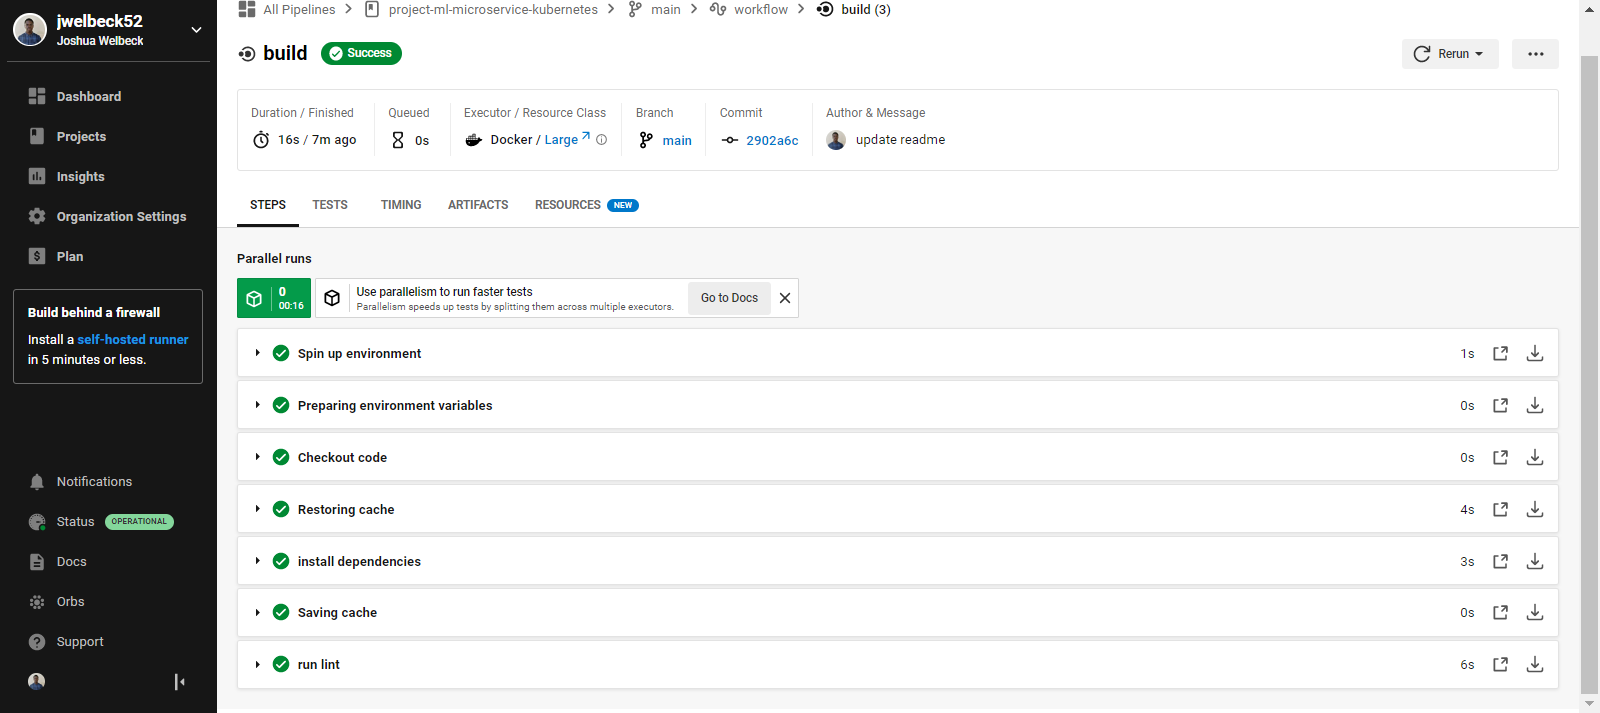 jwelbeck52
Joshua Welbeck
Dashboard
Projects
Insights
Organization Settings
Plan
Build behind a firewall
Install a self-hosted runner
in 5 minutes or less.
Notifications
Status OPERATIONAL
Docs
Orbs
Support
All Pipelines project-ml-microservice-kubernetes main workflow build (3)
build Success
Rerun
Duration / Finished Queued Executor / Resource Class Branch Commit Author & Message
16s / 7m ago 0s Docker / Large main 2902a6c update readme
STEPS TESTS TIMING ARTIFACTS RESOURCES NEW
Parallel runs
0
00:16
Use parallelism to run faster tests
Parallelism speeds up tests by splitting them across multiple executors.
Go to Docs
Spin up environment 1s
Preparing environment variables 0s
Checkout code 0s
Restoring cache 4s
install dependencies 3s
Saving cache 0s
run lint 6s